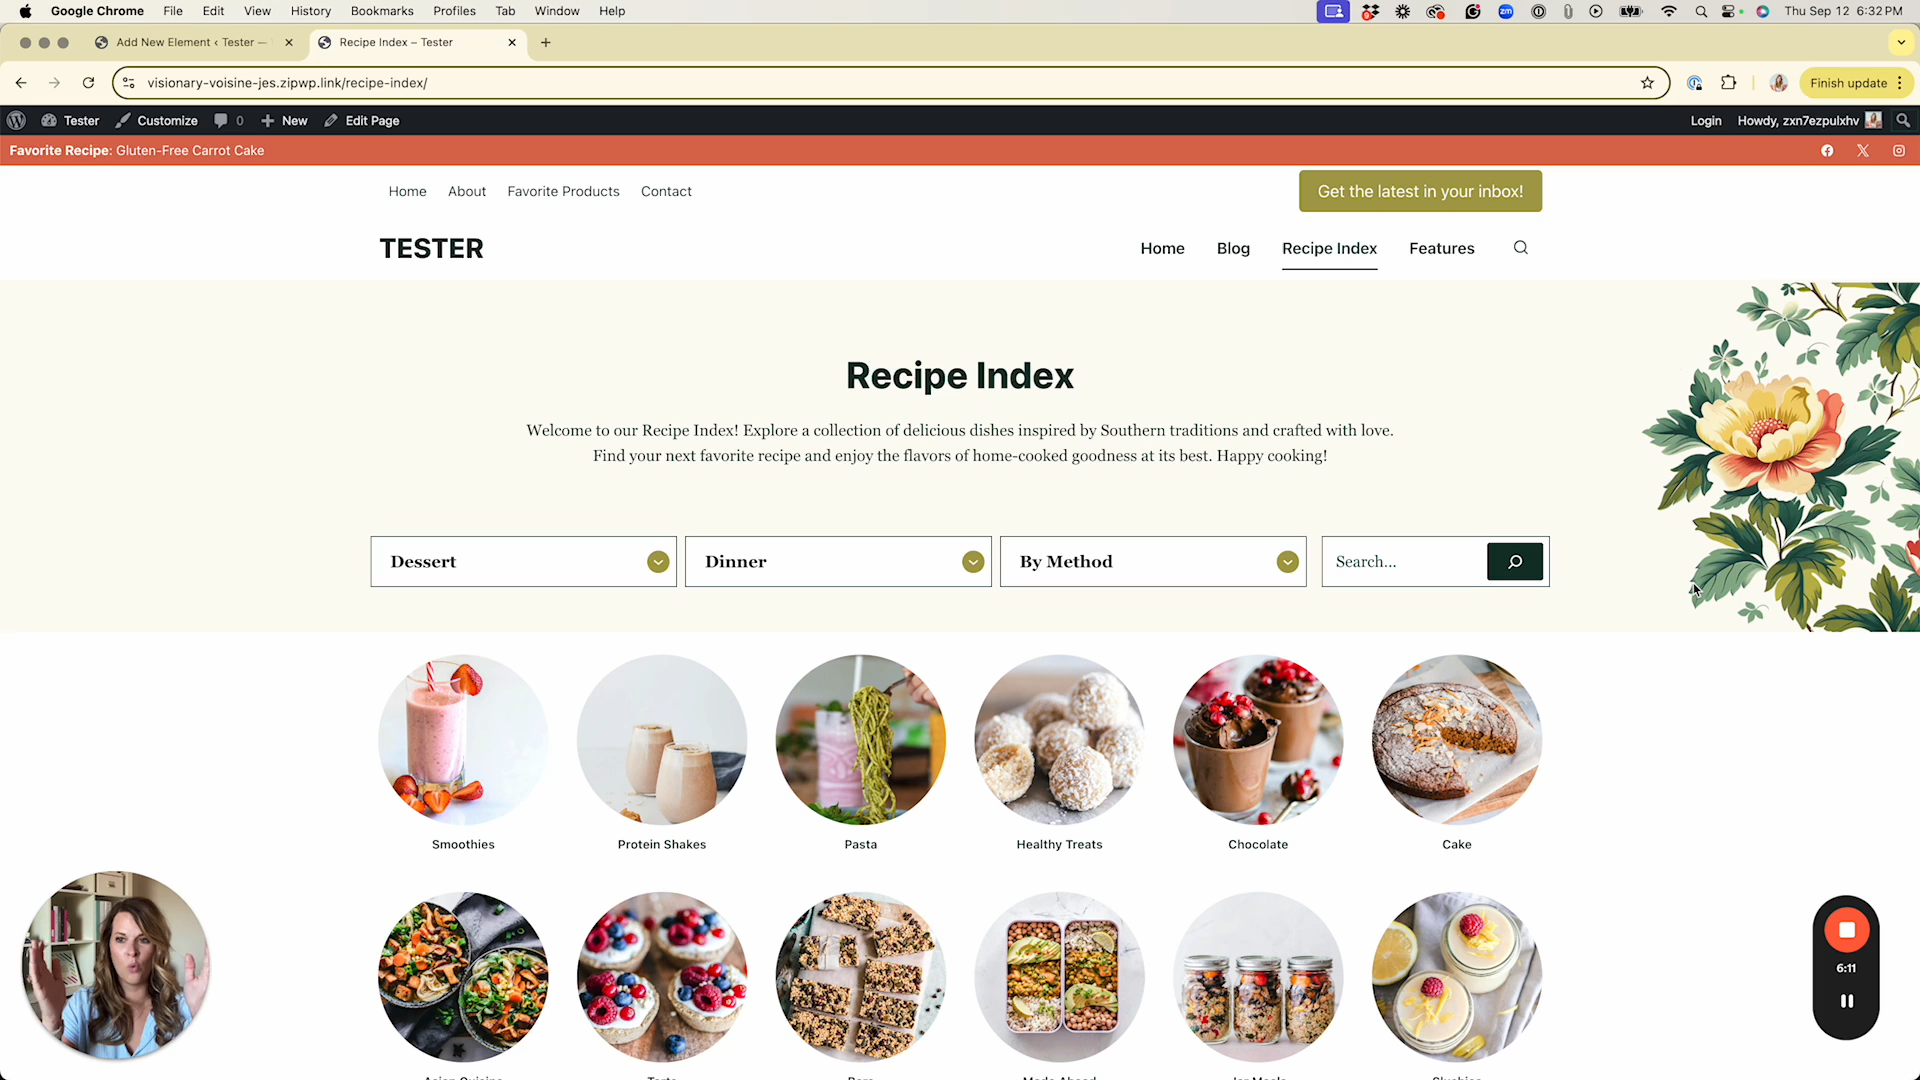 Google Chrome File Edit View History Bookmarks Profiles Tab Window Help Thu Sep 12 6:32 PM
Add New Element ‹ Tester — Recipe Index – Tester
visionary-voisine-jes.zipwp.link/recipe-index/ Finish update
Tester Customize 0 New Edit Page Login Howdy, zxn7ezpulxhv
Favorite Recipe: Gluten-Free Carrot Cake
Home About Favorite Products Contact Get the latest in your inbox!
TESTER Home Blog Recipe Index Features
Recipe Index
Welcome to our Recipe Index! Explore a collection of delicious dishes inspired by Southern traditions and crafted with love.
Find your next favorite recipe and enjoy the flavors of home-cooked goodness at its best. Happy cooking!
Dessert Dinner By Method Search...
Smoothies Protein Shakes Pasta Healthy Treats Chocolate Cake
6:11